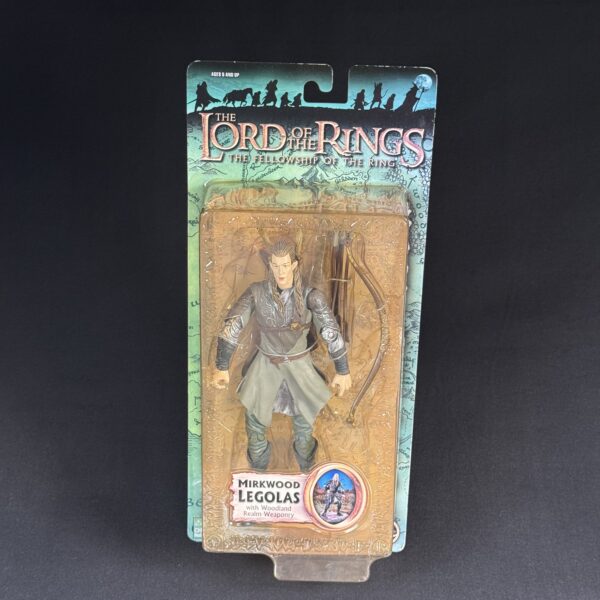 AGES 5 AND UP
THE
LORD OF THE RINGS
THE FELLOWSHIP OF THE RING
MIRKWOOD
LEGOLAS
with Woodland
Realm Weaponry